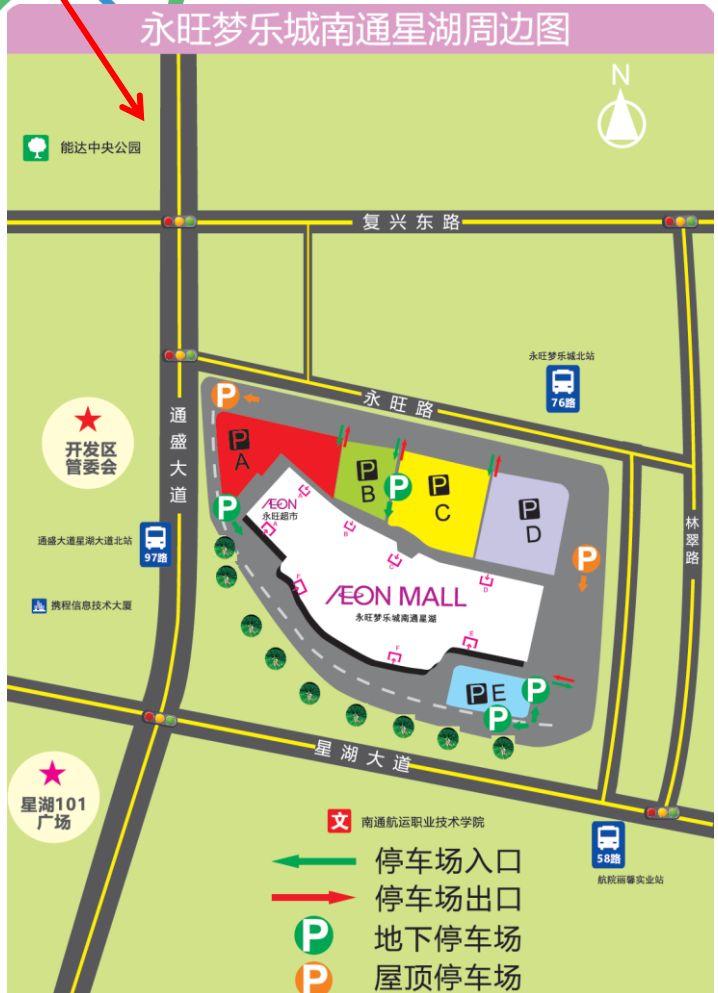 永旺梦乐城南通星湖周边图
N
能达中央公园
复兴东路
永旺梦乐城北站
76路
永旺路
通盛大道
开发区
管委会
P
P
A
P
B
P
P
C
P
D
P
AEON
永旺超市
A
F
B
C
D
P
林翠路
通盛大道星湖大道北站
97路
携程信息技术大厦
F
AEON MALL
永旺梦乐城南通星湖
E
F
P E
P
P
星湖大道
星湖101
广场
文 南通航运职业技术学院
58路
航院丽馨实业站
停车场入口
停车场出口
P 地下停车场
P 屋顶停车场